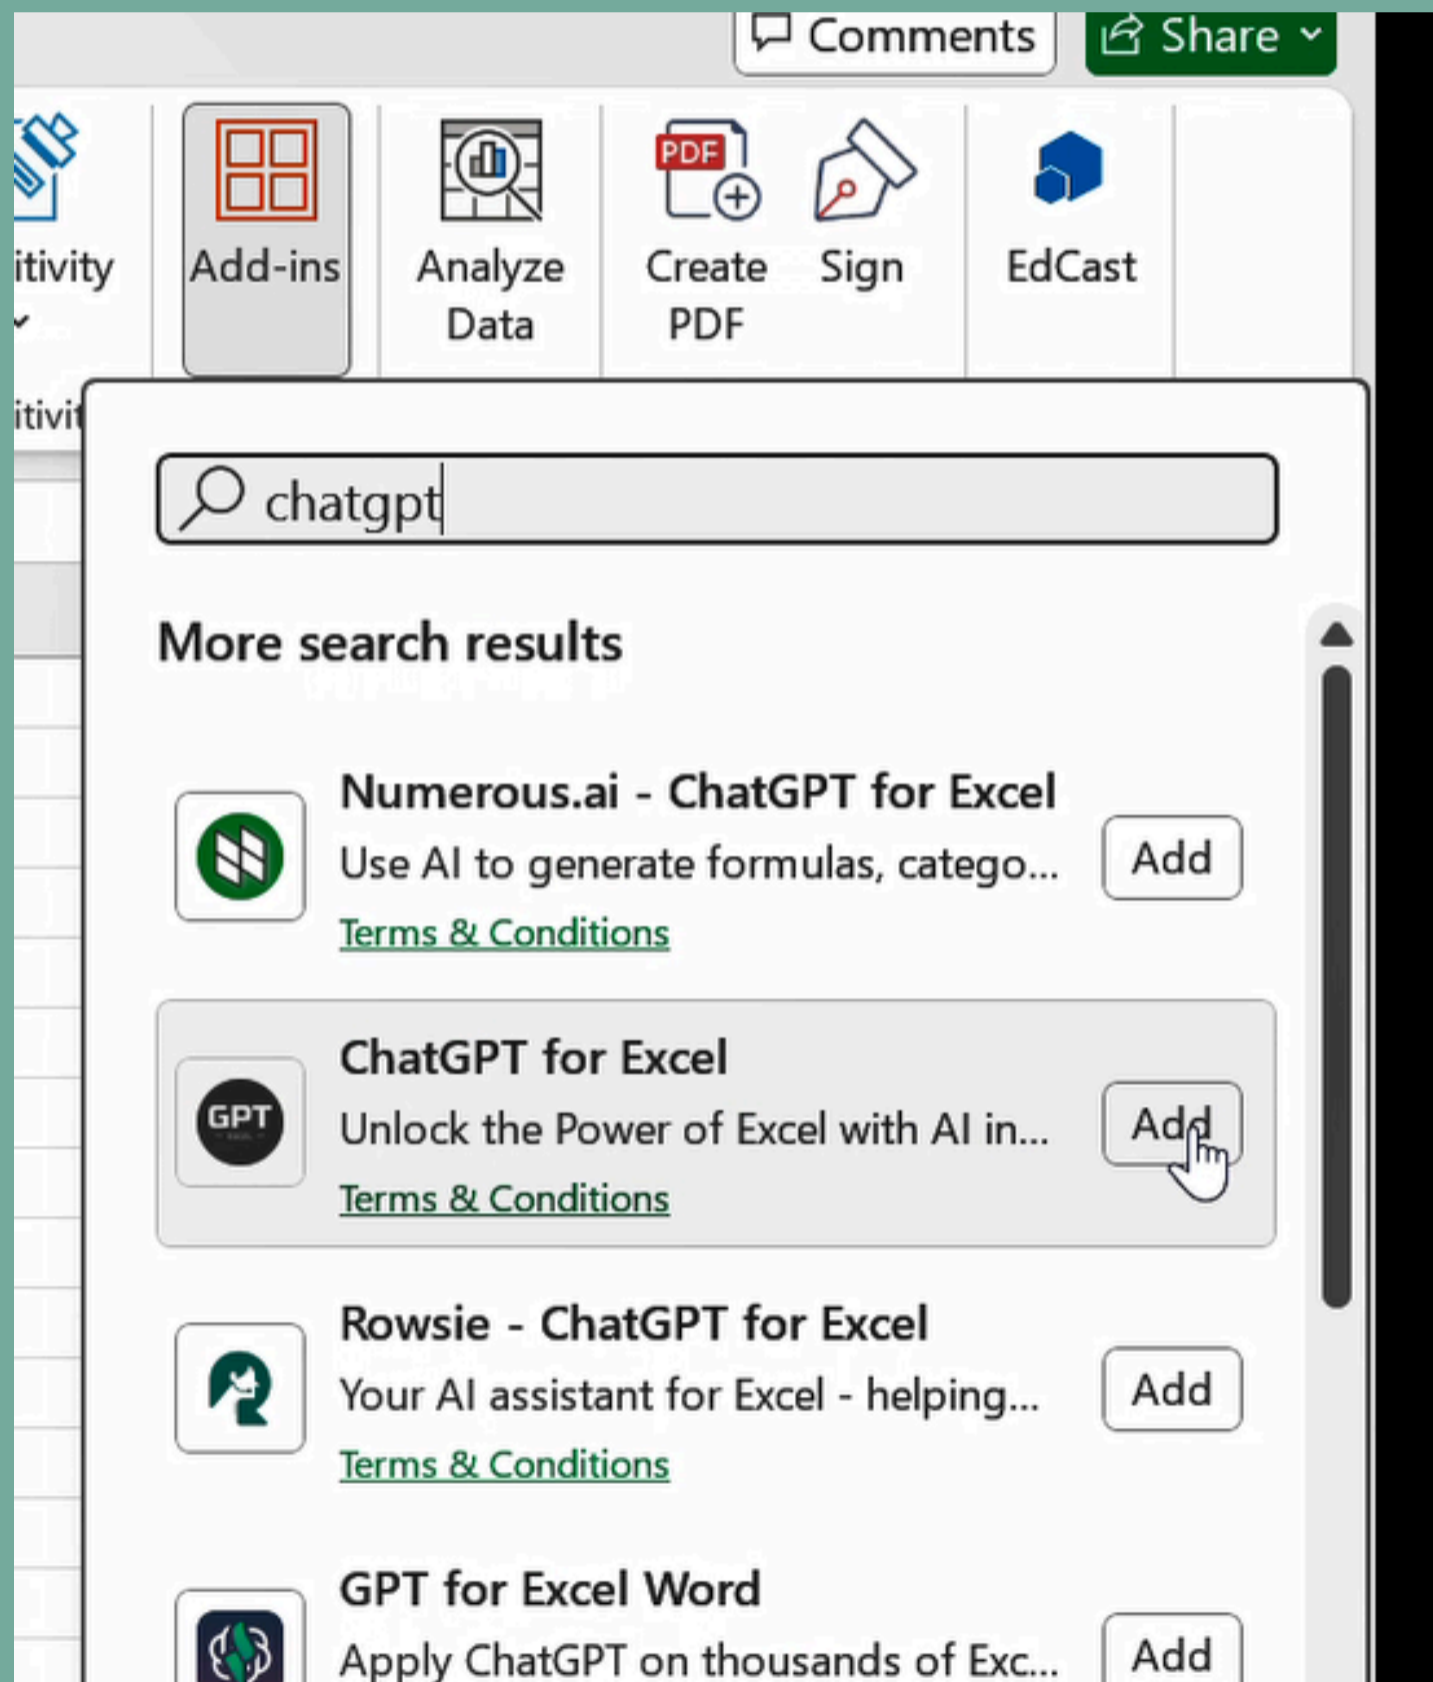 Comments
Share
itivity
Add-ins
Analyze
Data
PDF
Create
PDF
Sign
EdCast
itivit
chatgpt
More search results
Numerous.ai - ChatGPT for Excel
Use AI to generate formulas, catego...
Add
Terms & Conditions
GPT
EXCEL
ChatGPT for Excel
Unlock the Power of Excel with AI in...
Add
Terms & Conditions
Rowsie - ChatGPT for Excel
Your AI assistant for Excel - helping...
Add
Terms & Conditions
GPT for Excel Word
Apply ChatGPT on thousands of Exc...
Add